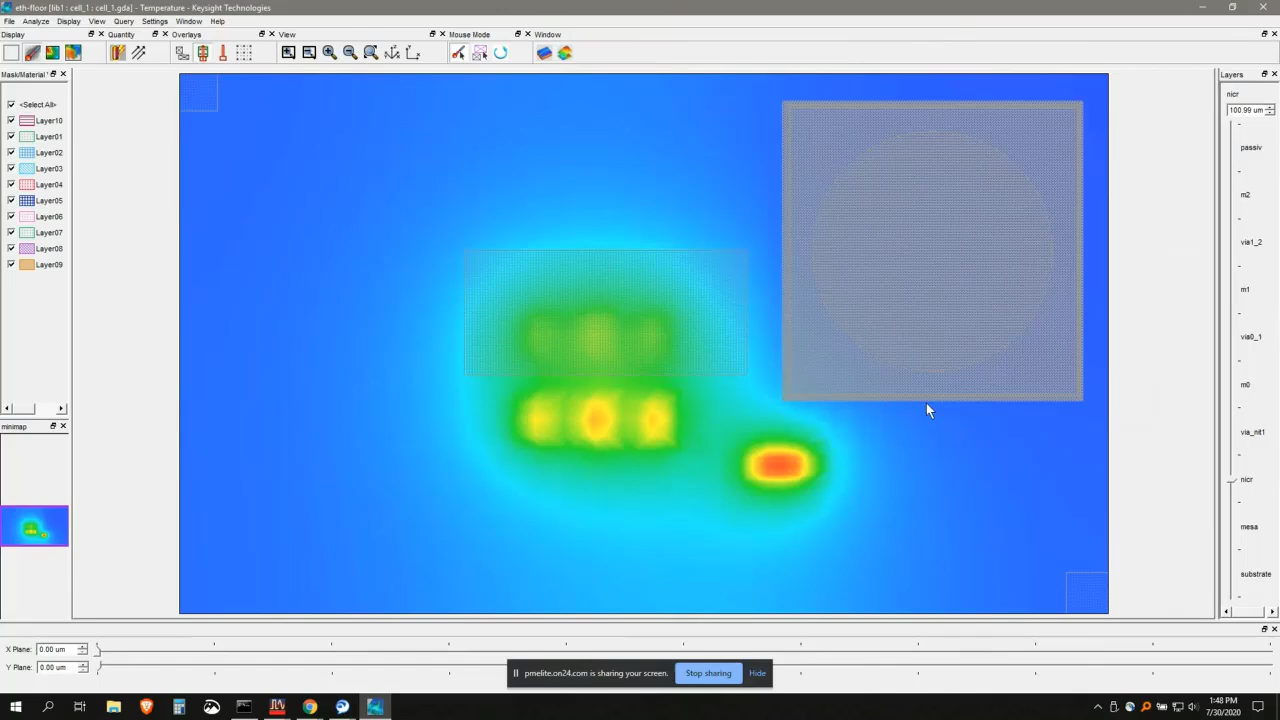 eth-floor [lib1 : cell_1 : cell_1.gda] - Temperature - Keysight Technologies
File Analyze Display View Query Settings Window Help
Display Quantity Overlays View Mouse Mode Window
Mask/Material
<Select All>
Layer10
Layer01
Layer02
Layer03
Layer04
Layer05
Layer06
Layer07
Layer08
Layer09
minimap
Layers
nicr
100.99 um
passiv
m2
via1_2
m1
via0_1
m0
via_nit1
nicr
mesa
substrate
X Plane: 0.00 um
Y Plane: 0.00 um
pmelite.on24.com is sharing your screen. Stop sharing Hide
1:48 PM
7/30/2020